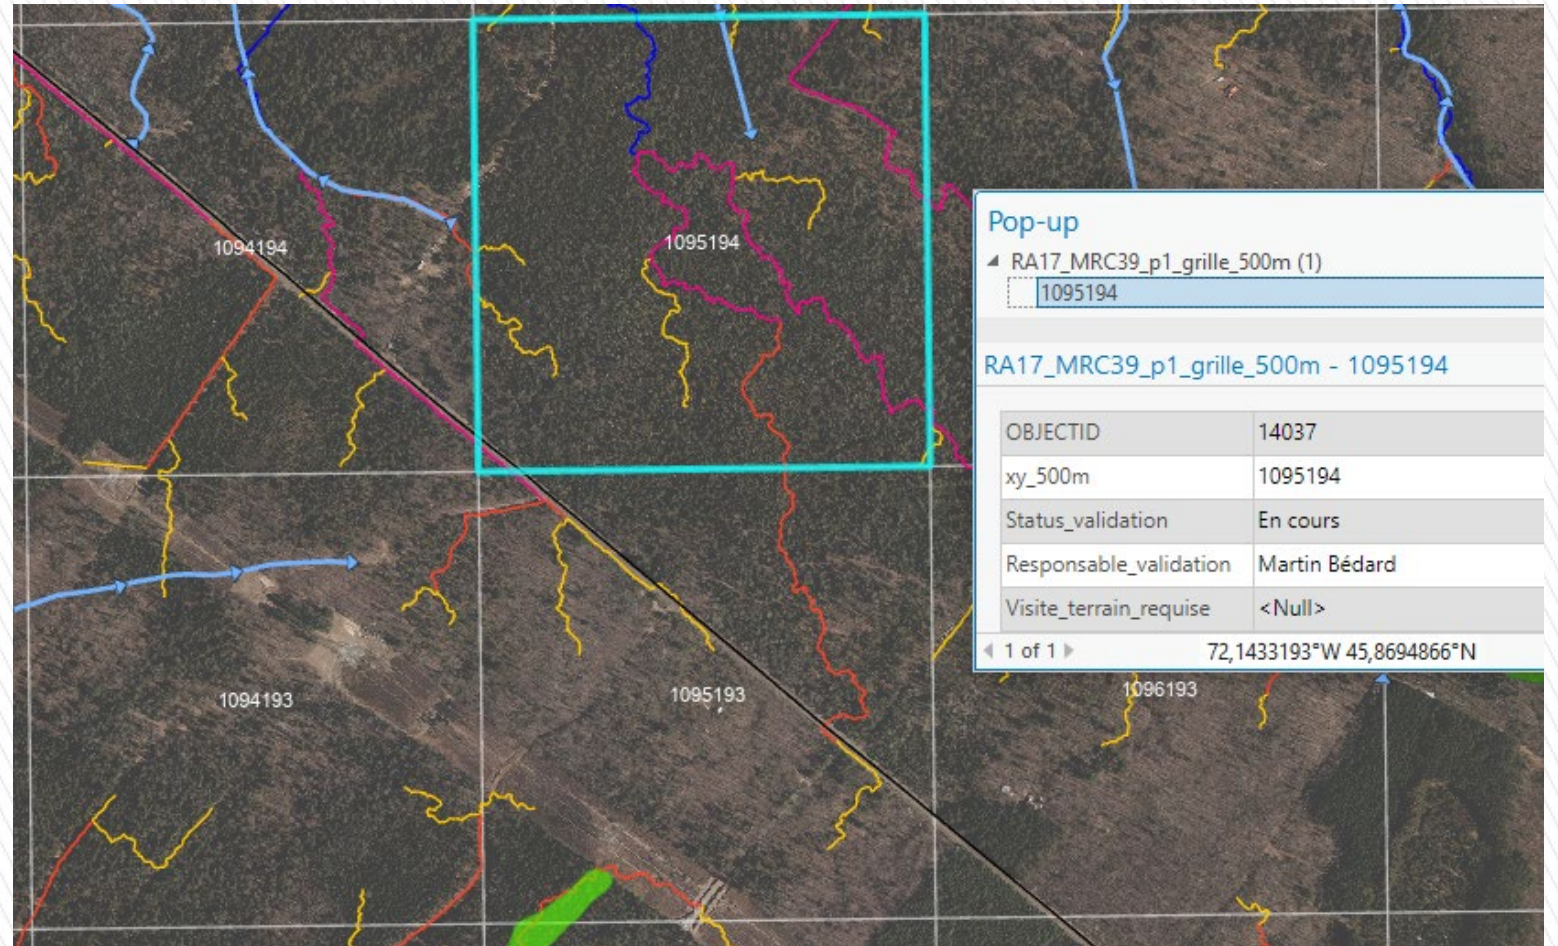 1094194
1095194
Pop-up
RA17_MRC39_p1_grille_500m (1)
1095194
RA17_MRC39_p1_grille_500m - 1095194
OBJECTID 14037
xy_500m 1095194
Status_validation En cours
Responsable_validation Martin Bédard
Visite_terrain_requise <Null>
1 of 1 72,1433193°W 45,8694866°N
1094193
1095193
1096193